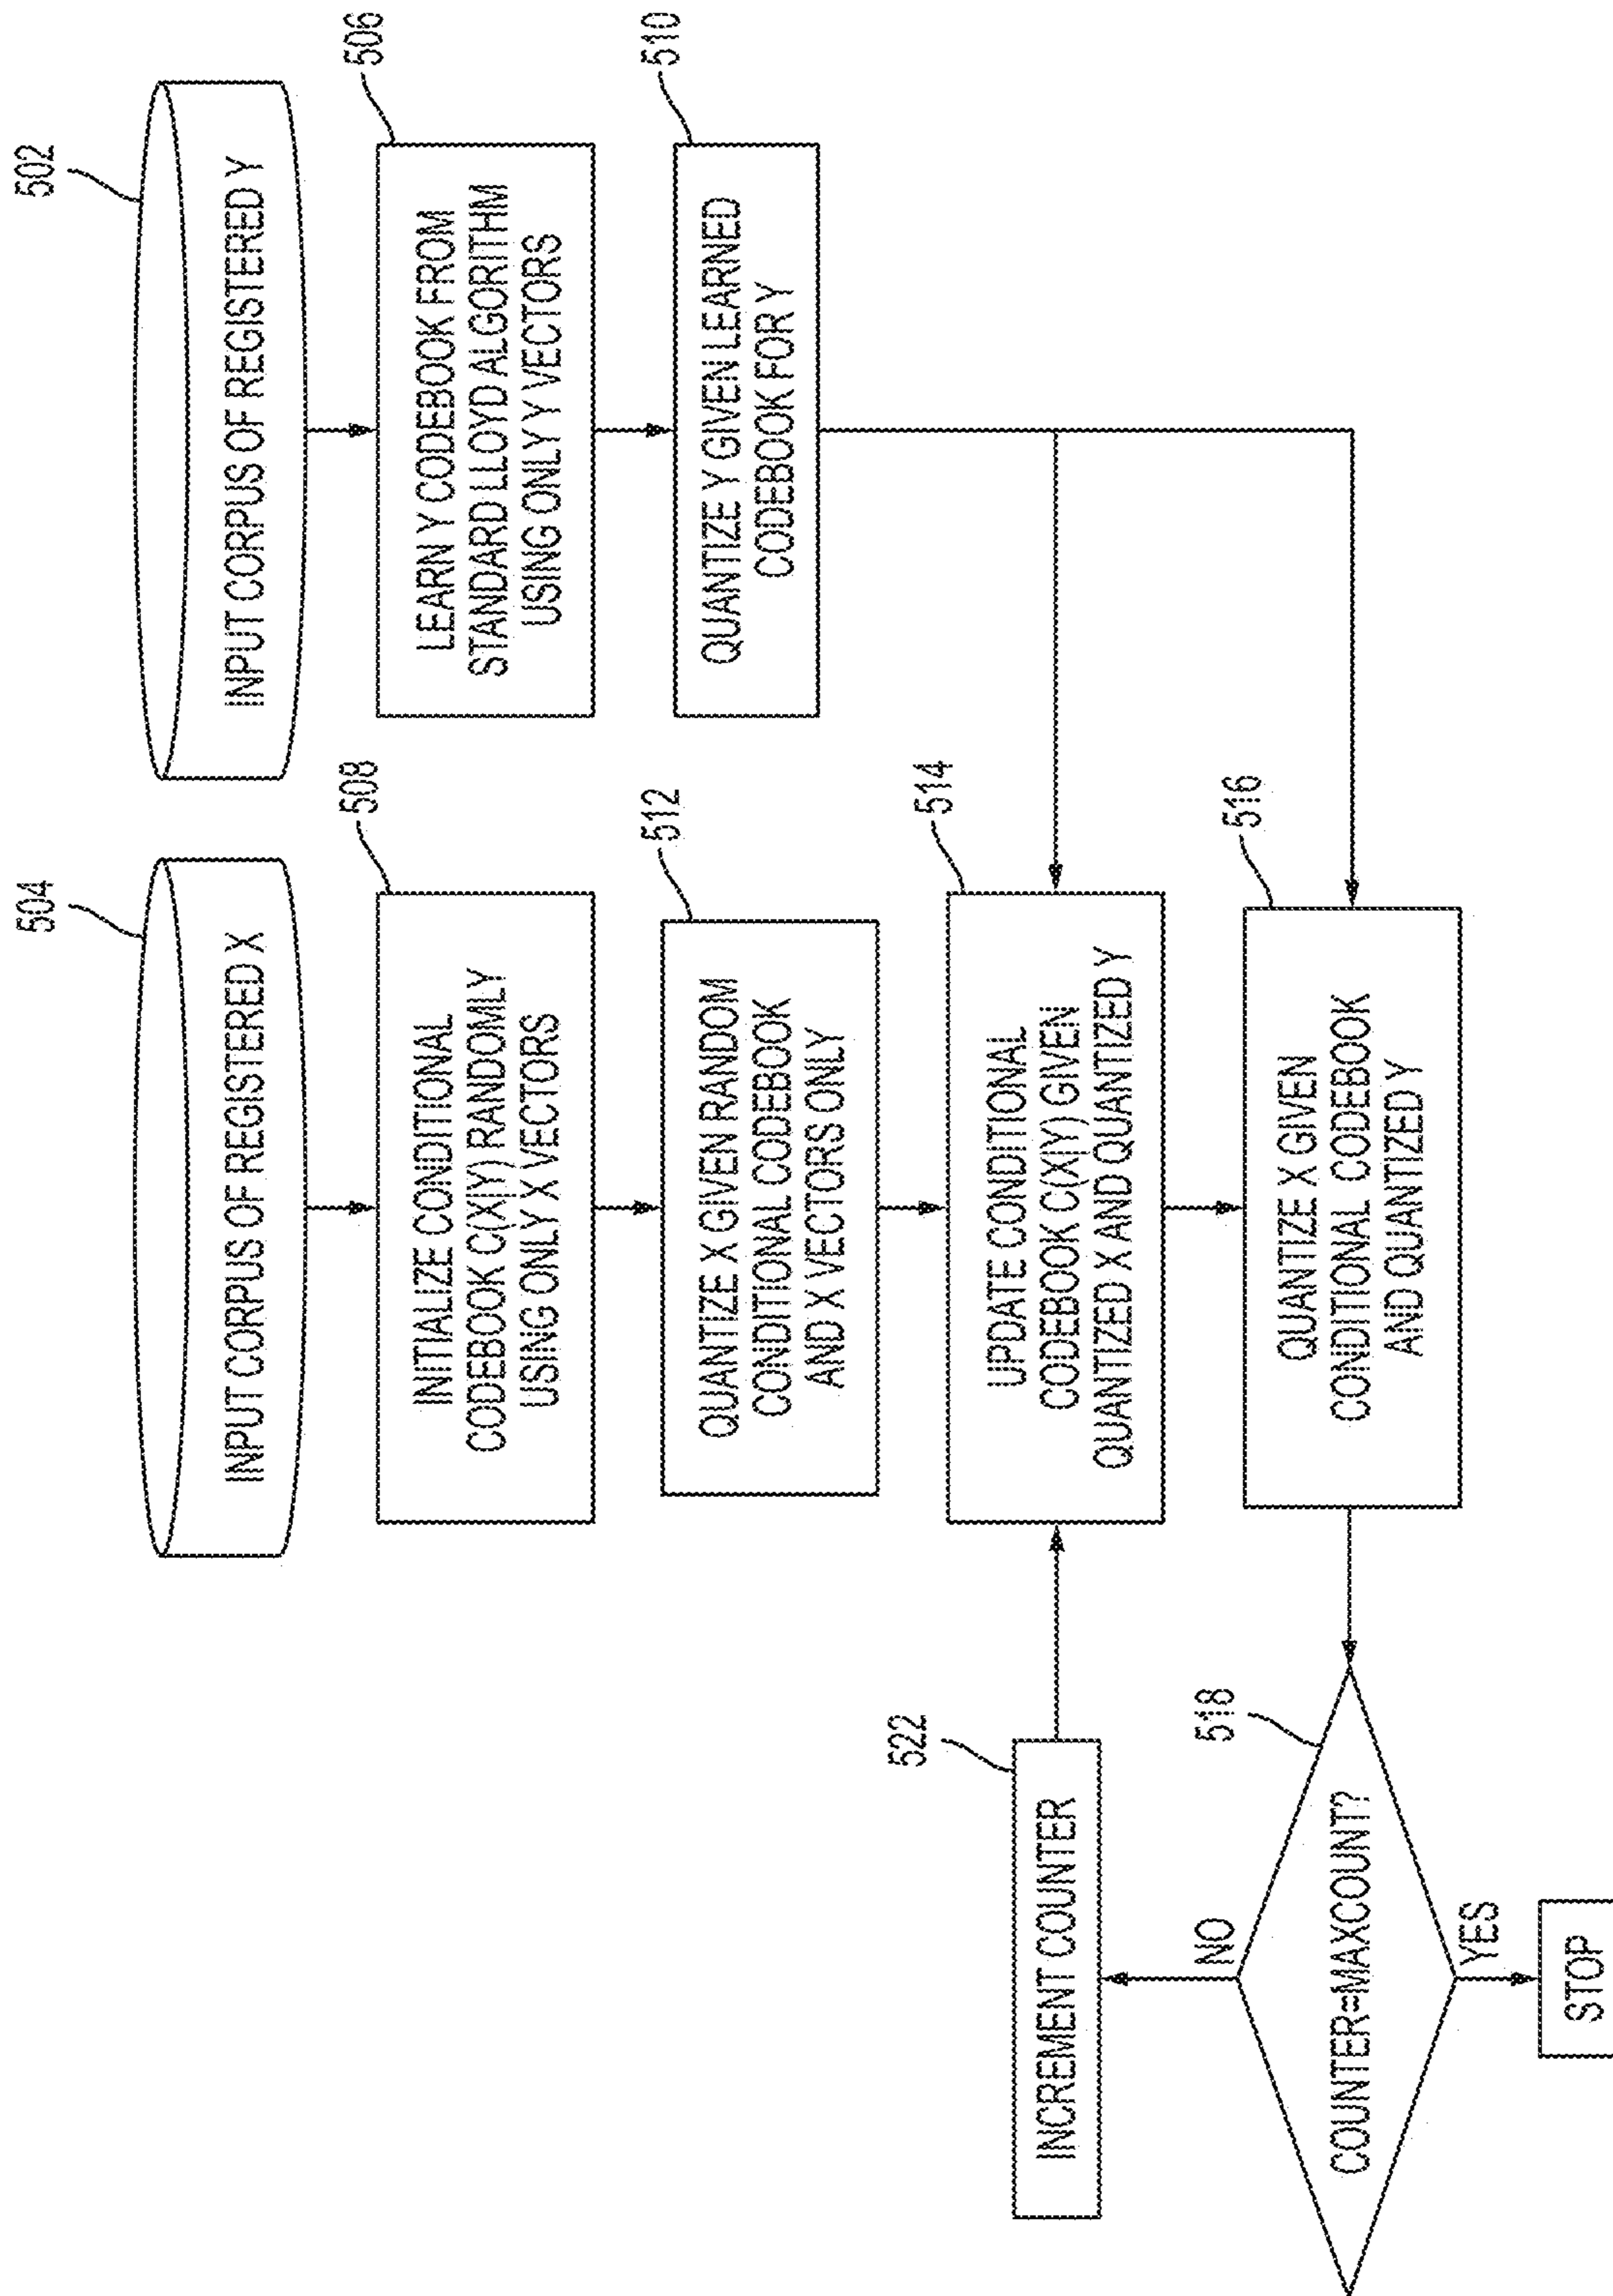 504
INPUT CORPUS OF REGISTERED X
502
INPUT CORPUS OF REGISTERED Y
508
INITIALIZE CONDITIONAL
CODEBOOK C(X|Y) RANDOMLY
USING ONLY X VECTORS
506
LEARN Y CODEBOOK FROM
STANDARD LLOYD ALGORITHM
USING ONLY Y VECTORS
512
QUANTIZE X GIVEN RANDOM
CONDITIONAL CODEBOOK
AND X VECTORS ONLY
510
QUANTIZE Y GIVEN LEARNED
CODEBOOK FOR Y
522
INCREMENT COUNTER
514
UPDATE CONDITIONAL
CODEBOOK C(X|Y) GIVEN
QUANTIZED X AND QUANTIZED Y
518
COUNTER=MAXCOUNT?
NO
YES
516
QUANTIZE X GIVEN
CONDITIONAL CODEBOOK
AND QUANTIZED Y
STOP